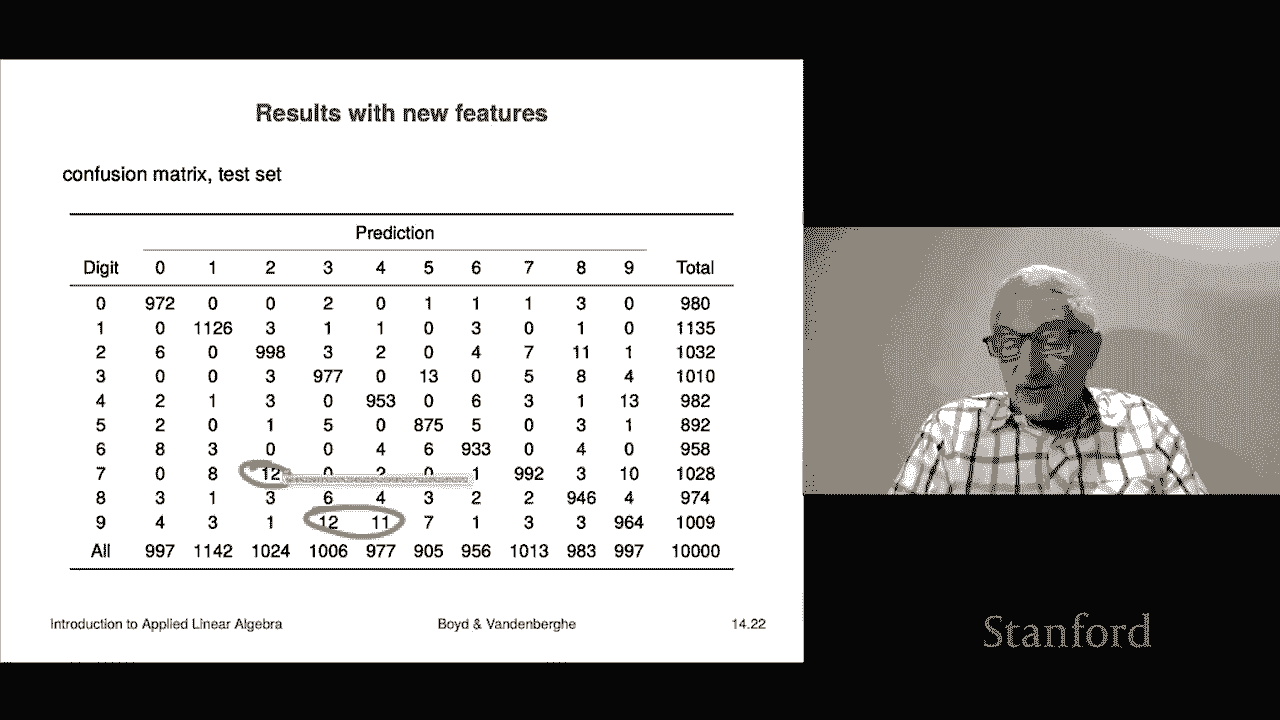 Results with new features
confusion matrix, test set
Prediction
Digit 0 1 2 3 4 5 6 7 8 9 Total
0 972 0 0 2 0 1 1 1 3 0 980
1 0 1126 3 1 1 0 3 0 1 0 1135
2 6 0 998 3 2 0 4 7 11 1 1032
3 0 0 3 977 0 13 0 5 8 4 1010
4 2 1 3 0 953 0 6 3 1 13 982
5 2 0 1 5 0 875 5 0 3 1 892
6 8 3 0 0 4 6 933 0 4 0 958
7 0 8 12 0 2 0 1 992 3 10 1028
8 3 1 3 6 4 3 2 2 946 4 974
9 4 3 1 12 11 7 1 3 3 964 1009
All 997 1142 1024 1006 977 905 956 1013 983 997 10000
Introduction to Applied Linear Algebra Boyd & Vandenberghe 14.22
Stanford